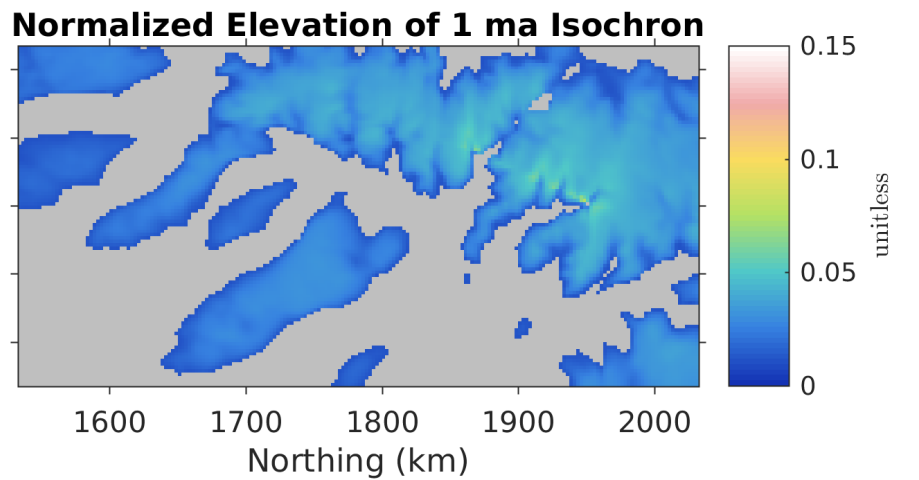 Normalized Elevation of 1 ma Isochron
0.15
0.1
0.05
0
unitless
1600 1700 1800 1900 2000
Northing (km)